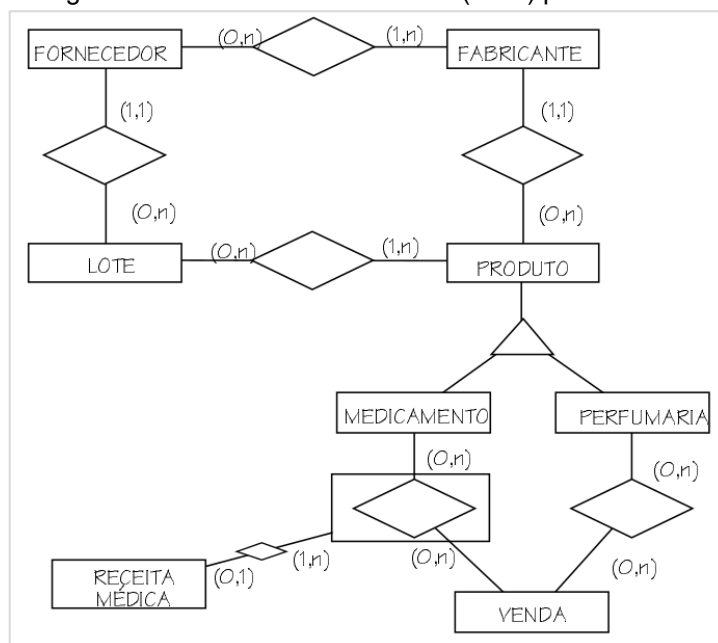 FORNECEDOR (0,n) (1,n) FABRICANTE
(1,1) (1,1)
(0,n) (0,n)
LOTE (0,n) (1,n) PRODUTO
MEDICAMENTO PERFUMARIA
(0,n) (0,n)
(0,n)
(1,n)
(0,n)
RECEITA
MÉDICA
(0,1)
VENDA